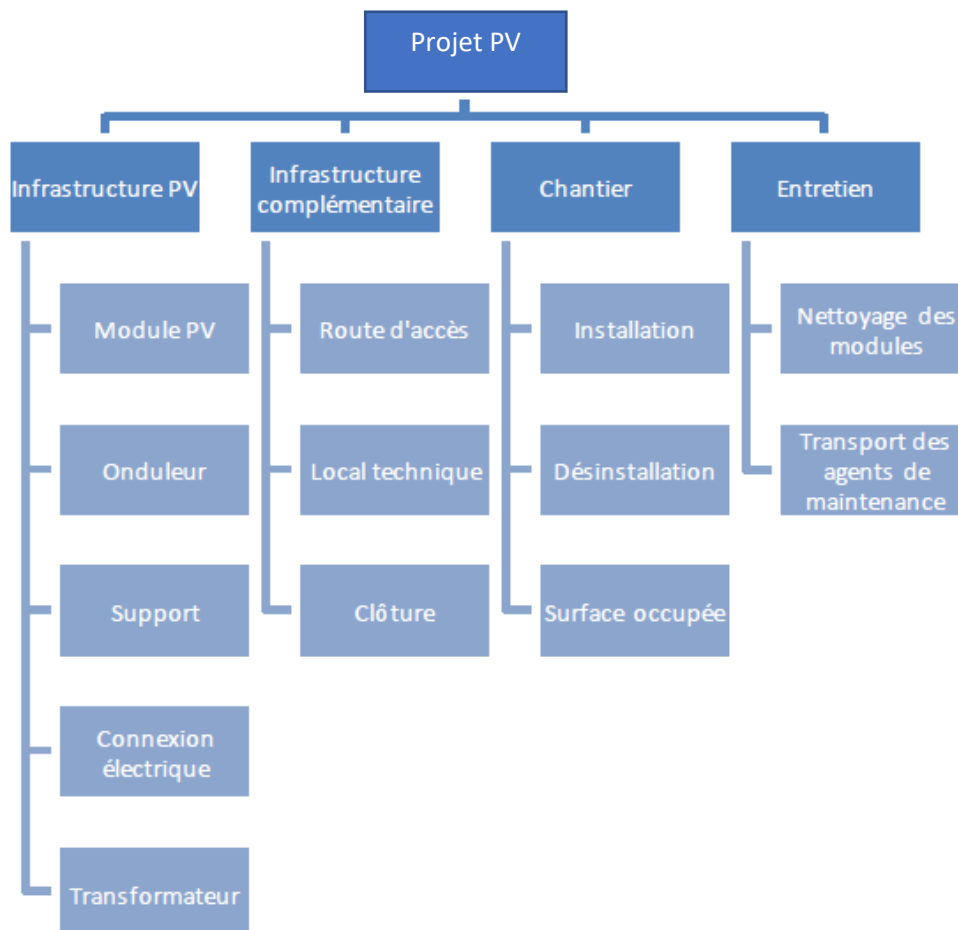 Projet PV
Infrastructure PV
Infrastructure
complémentaire
Chantier
Entretien
Module PV
Route d'accès
Installation
Nettoyage des
modules
Onduleur
Local technique
Désinstallation
Transport des
agents de
maintenance
Support
Clôture
Surface occupée
Connexion
électrique
Transformateur